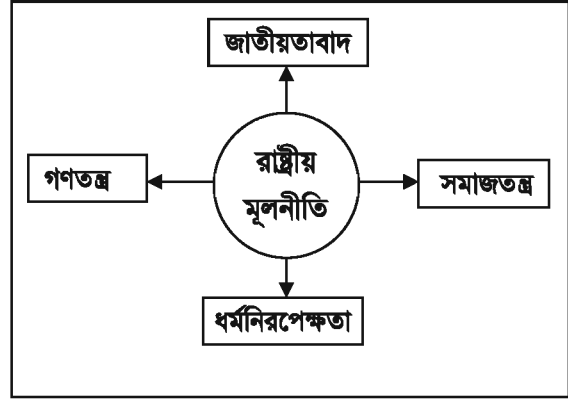 জাতীয়তাবাদ
রাষ্ট্রীয়
মূলনীতি
গণতন্ত্র
সমাজতন্ত্র
ধর্মনিরপেক্ষতা